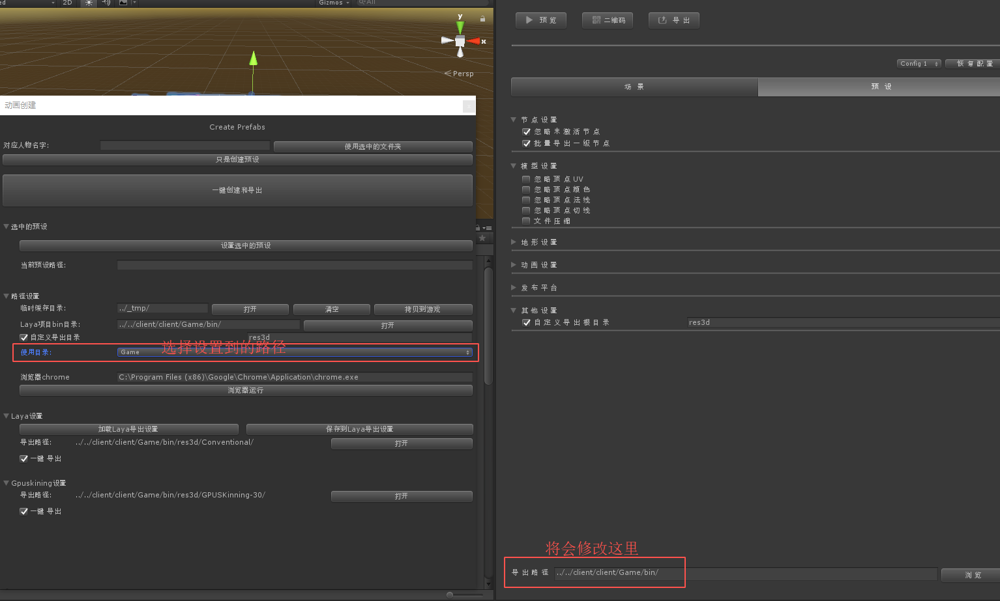 ed
2D
Gizmos
All
y
x
Persp
动画创建
Create Prefabs
对应人物名字:
使用选中的文件夹
只是创建预设
一键创建和导出
选中的预设
设置选中的预设
当前预设路径:
路径设置
临时缓存目录:
../_tmp/
打开
清空
拷贝到游戏
Laya项目bin目录:
../../client/client/Game/bin/
打开
自定义导出目录
res3d
选择设置到的路径
使用目录:
Game
浏览器chrome
C:\Program Files (x86)\Google\Chrome\Application\chrome.exe
浏览器运行
Laya设置
加载Laya导出设置
保存到Laya导出设置
导出路径:
../../client/client/Game/bin/res3d/Conventional/
打开
一键 导出
Gpuskining设置
导出路径:
../../client/client/Game/bin/res3d/GPUSKinning-30/
打开
一键 导出
预览
二维码
导出
Config 1
恢复配置
场景
预设
节点设置
忽略未激活节点
批量导出一级节点
模型设置
忽略顶点UV
忽略顶点颜色
忽略顶点法线
忽略顶点切线
文件压缩
地形设置
动画设置
发布平台
其他设置
自定义导出根目录
res3d
将会修改这里
导出路径
../../client/client/Game/bin/
浏览